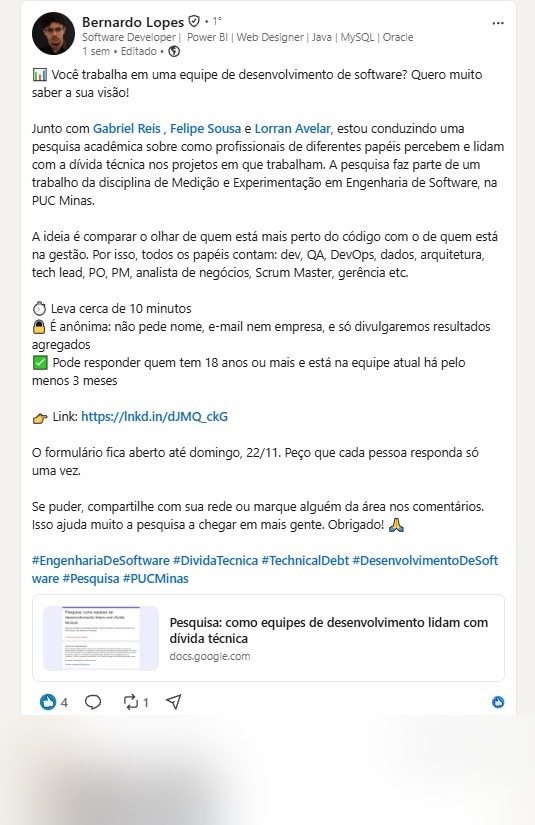 Bernardo Lopes • 1°
Software Developer | Power BI | Web Designer | Java | MySQL | Oracle
1 sem • Editado •
📊 Você trabalha em uma equipe de desenvolvimento de software? Quero muito
saber a sua visão!
Junto com Gabriel Reis , Felipe Sousa e Lorran Avelar, estou conduzindo uma
pesquisa acadêmica sobre como profissionais de diferentes papéis percebem e lidam
com a dívida técnica nos projetos em que trabalham. A pesquisa faz parte de um
trabalho da disciplina de Medição e Experimentação em Engenharia de Software, na
PUC Minas.
A ideia é comparar o olhar de quem está mais perto do código com o de quem está
na gestão. Por isso, todos os papéis contam: dev, QA, DevOps, dados, arquitetura,
tech lead, PO, PM, analista de negócios, Scrum Master, gerência etc.
⏱️ Leva cerca de 10 minutos
🔒 É anônima: não pede nome, e-mail nem empresa, e só divulgaremos resultados
agregados
✅ Pode responder quem tem 18 anos ou mais e está na equipe atual há pelo
menos 3 meses
👉 Link: https://lnkd.in/dJMQ_ckG
O formulário fica aberto até domingo, 22/11. Peço que cada pessoa responda só
uma vez.
Se puder, compartilhe com sua rede ou marque alguém da área nos comentários.
Isso ajuda muito a pesquisa a chegar em mais gente. Obrigado! 🙏
#EngenhariaDeSoftware #DividaTecnica #TechnicalDebt #DesenvolvimentoDeSoft
ware #Pesquisa #PUCMinas
Pesquisa: como equipes de
desenvolvimento lidam com dívida
técnica
Pesquisa: como equipes de desenvolvimento lidam com
dívida técnica
docs.google.com
4
1